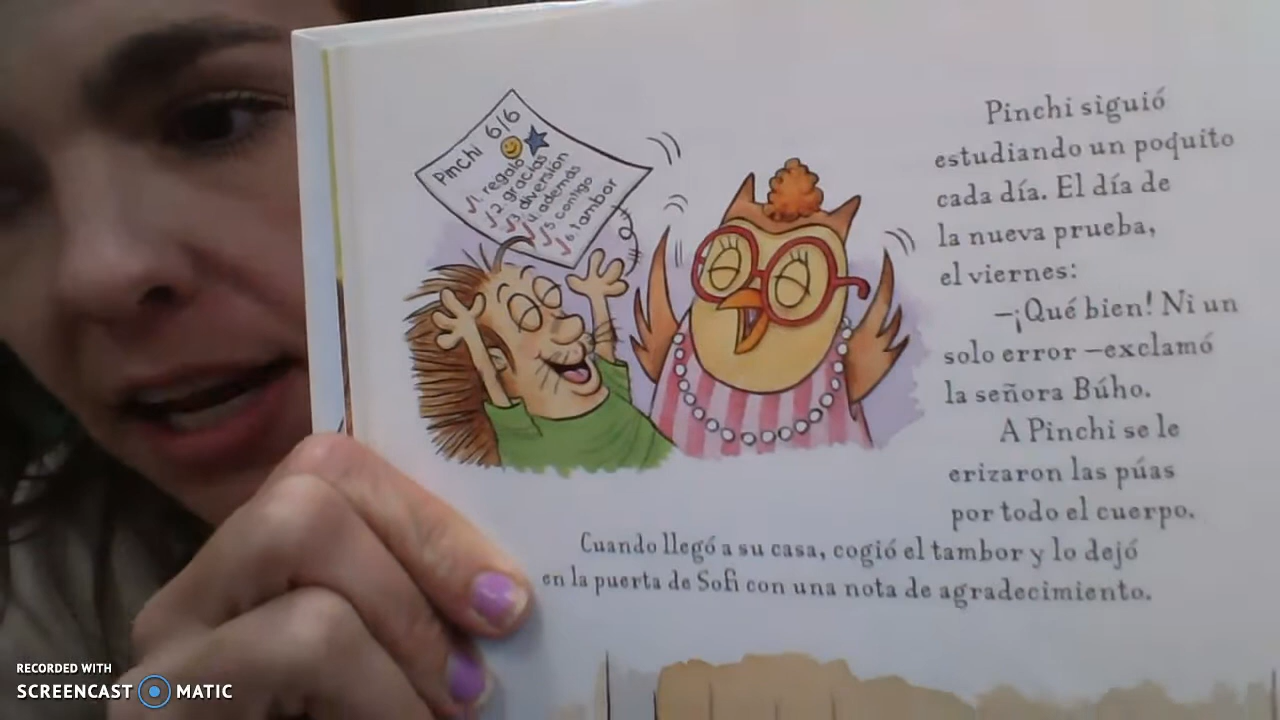 Pinchi 6/6
1. regalo
2. gracias
3. diversión
4. además
5. contigo
6. tambor
Pinchi siguió
estudiando un poquito
cada día. El día de
la nueva prueba,
el viernes:
—¡Qué bien! Ni un
solo error —exclamó
la señora Búho.
A Pinchi se le
erizaron las púas
por todo el cuerpo.
Cuando llegó a su casa, cogió el tambor y lo dejó
en la puerta de Sofi con una nota de agradecimiento.
RECORDED WITH
SCREENCAST MATIC